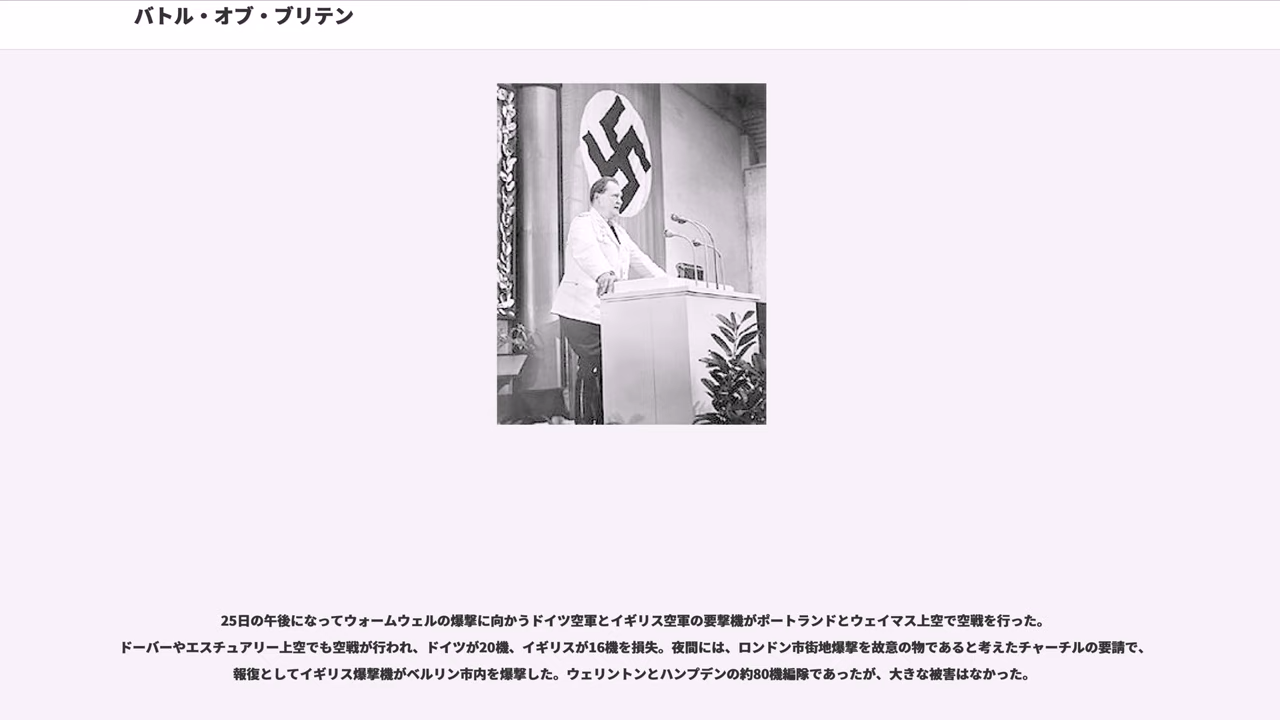 バトル・オブ・ブリテン
25日の午後になってウォームウェルの爆撃に向かうドイツ空軍とイギリス空軍の要撃機がポートランドとウェイマス上空で空戦を行った。
ドーバーやエスチュアリー上空でも空戦が行われ、ドイツが20機、イギリスが16機を損失。夜間には、ロンドン市街地爆撃を故意の物であると考えたチャーチルの要請で、
報復としてイギリス爆撃機がベルリン市内を爆撃した。ウェリントンとハンプデンの約80機編隊であったが、大きな被害はなかった。